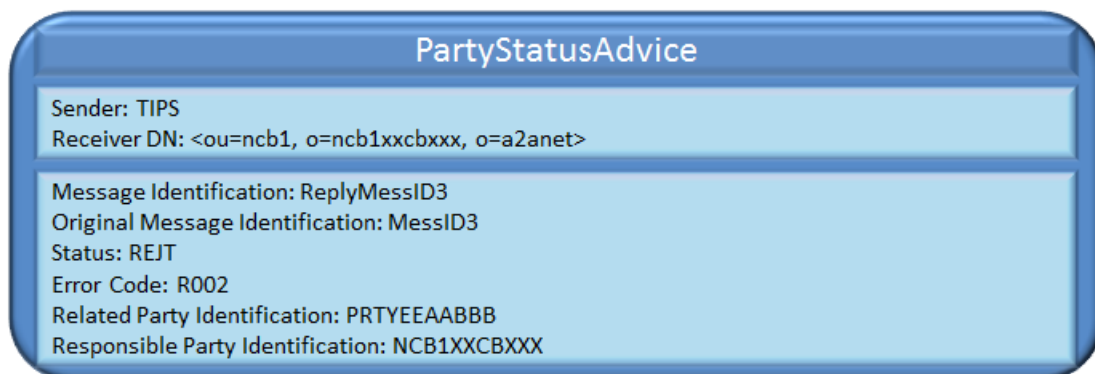 PartyStatusAdvice
Sender: TIPS
Receiver DN: <ou=ncb1, o=ncb1xxcbxxx, o=a2anet>
Message Identification: ReplyMessID3
Original Message Identification: MessID3
Status: REJT
Error Code: R002
Related Party Identification: PRTYEEAABBB
Responsible Party Identification: NCB1XXCBXXX